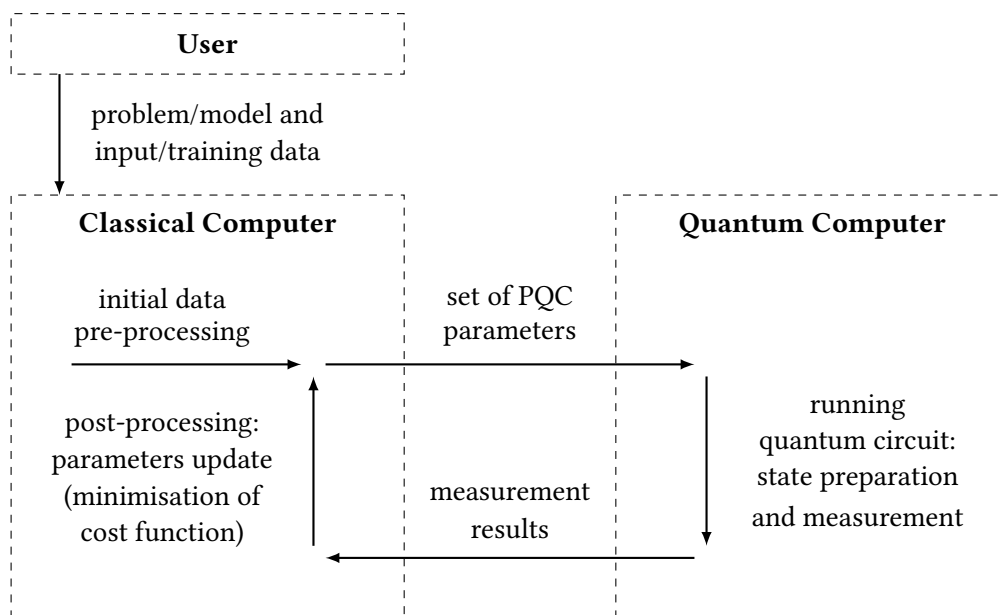 User
problem/model and
input/training data
Classical Computer
Quantum Computer
initial data
pre-processing
set of PQC
parameters
post-processing:
parameters update
(minimisation of
cost function)
measurement
results
running
quantum circuit:
state preparation
and measurement